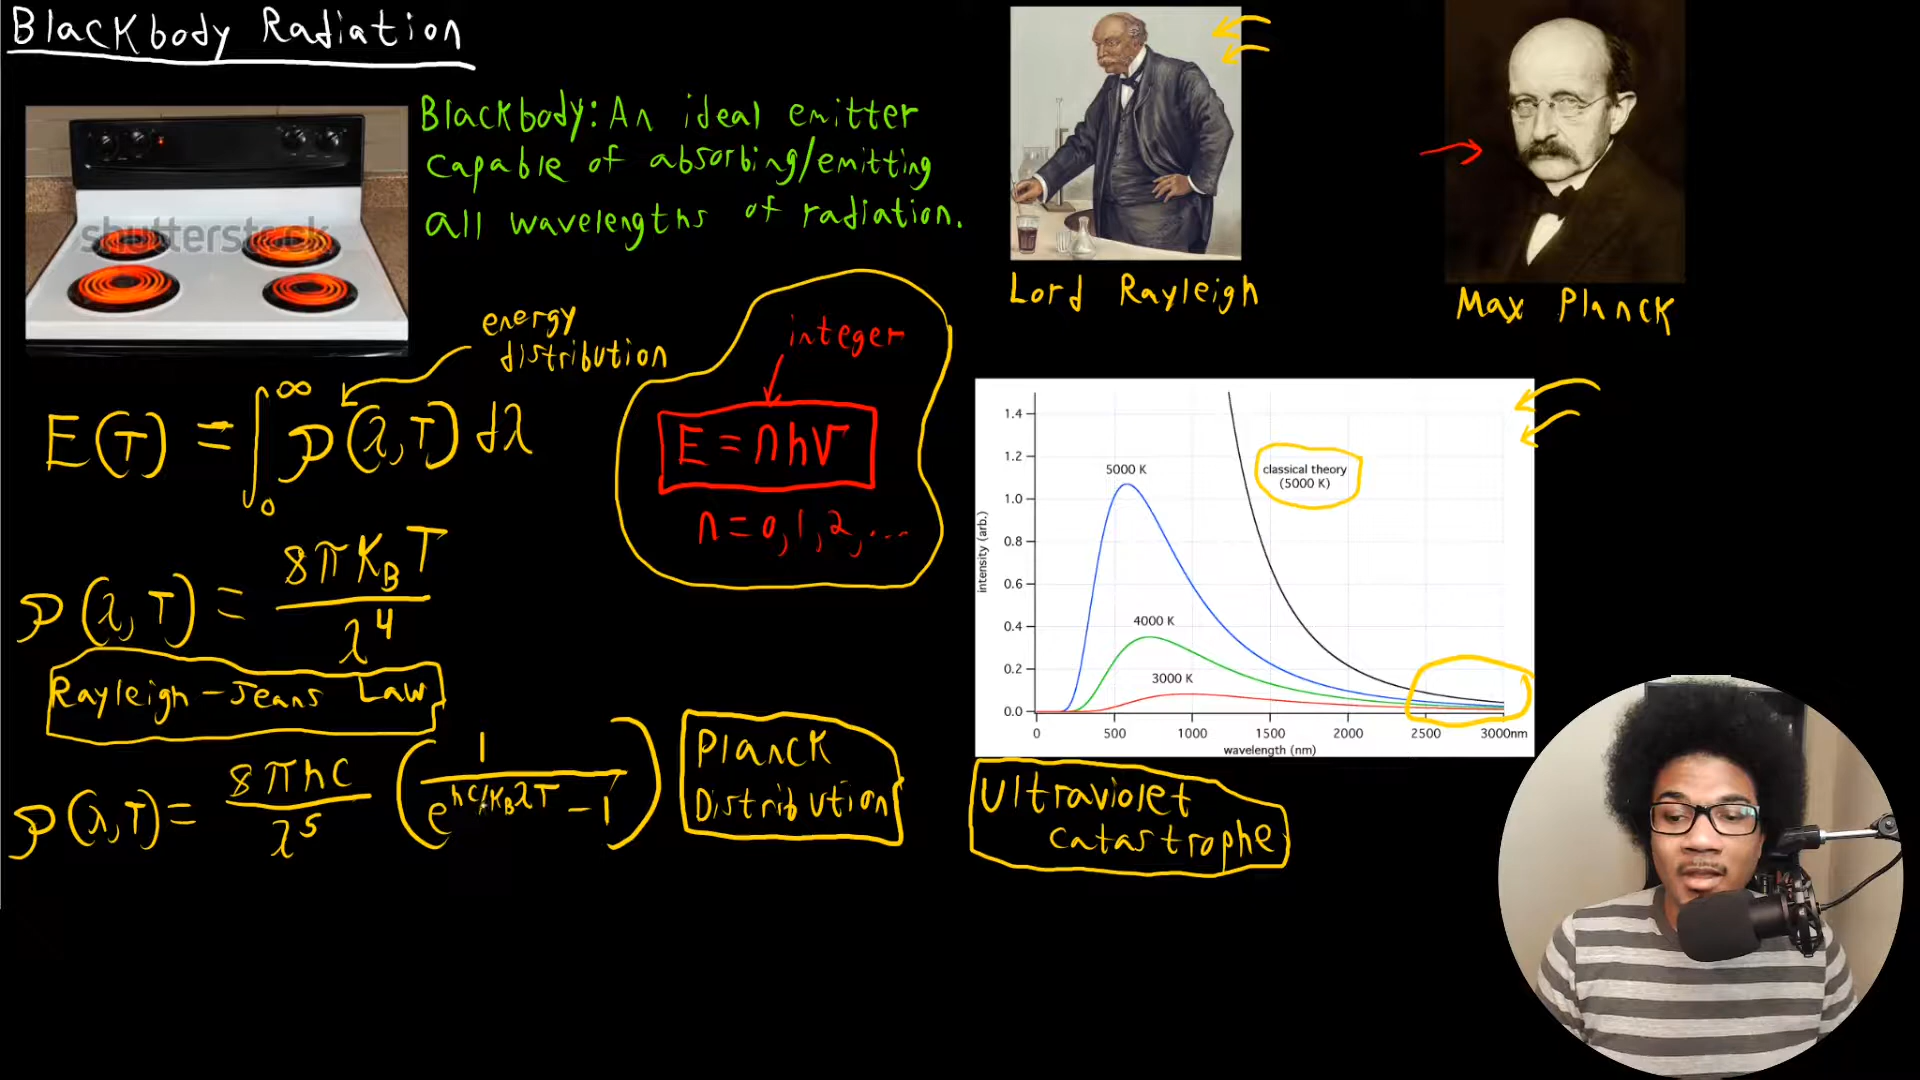 Blackbody Radiation
shutterstock
Blackbody: An ideal emitter
capable of absorbing/emitting
all wavelengths of radiation.
Lord Rayleigh
Max Planck
energy
distribution
E(T) = ∫₀^∞ ρ(λ,T) dλ
integer
E = nhν
n = 0, 1, 2, ...
ρ(λ,T) = 8πK_BT / λ⁴
Rayleigh-Jeans Law
ρ(λ,T) = 8πhc / λ⁵ (1 / (e^(hc/K_BλT) - 1))
Planck
Distribution
1.4
1.2
1.0
0.8
0.6
0.4
0.2
0.0
intensity (arb.)
5000 K
4000 K
3000 K
classical theory
(5000 K)
0 500 1000 1500 2000 2500 3000nm
wavelength (nm)
Ultraviolet
catastrophe